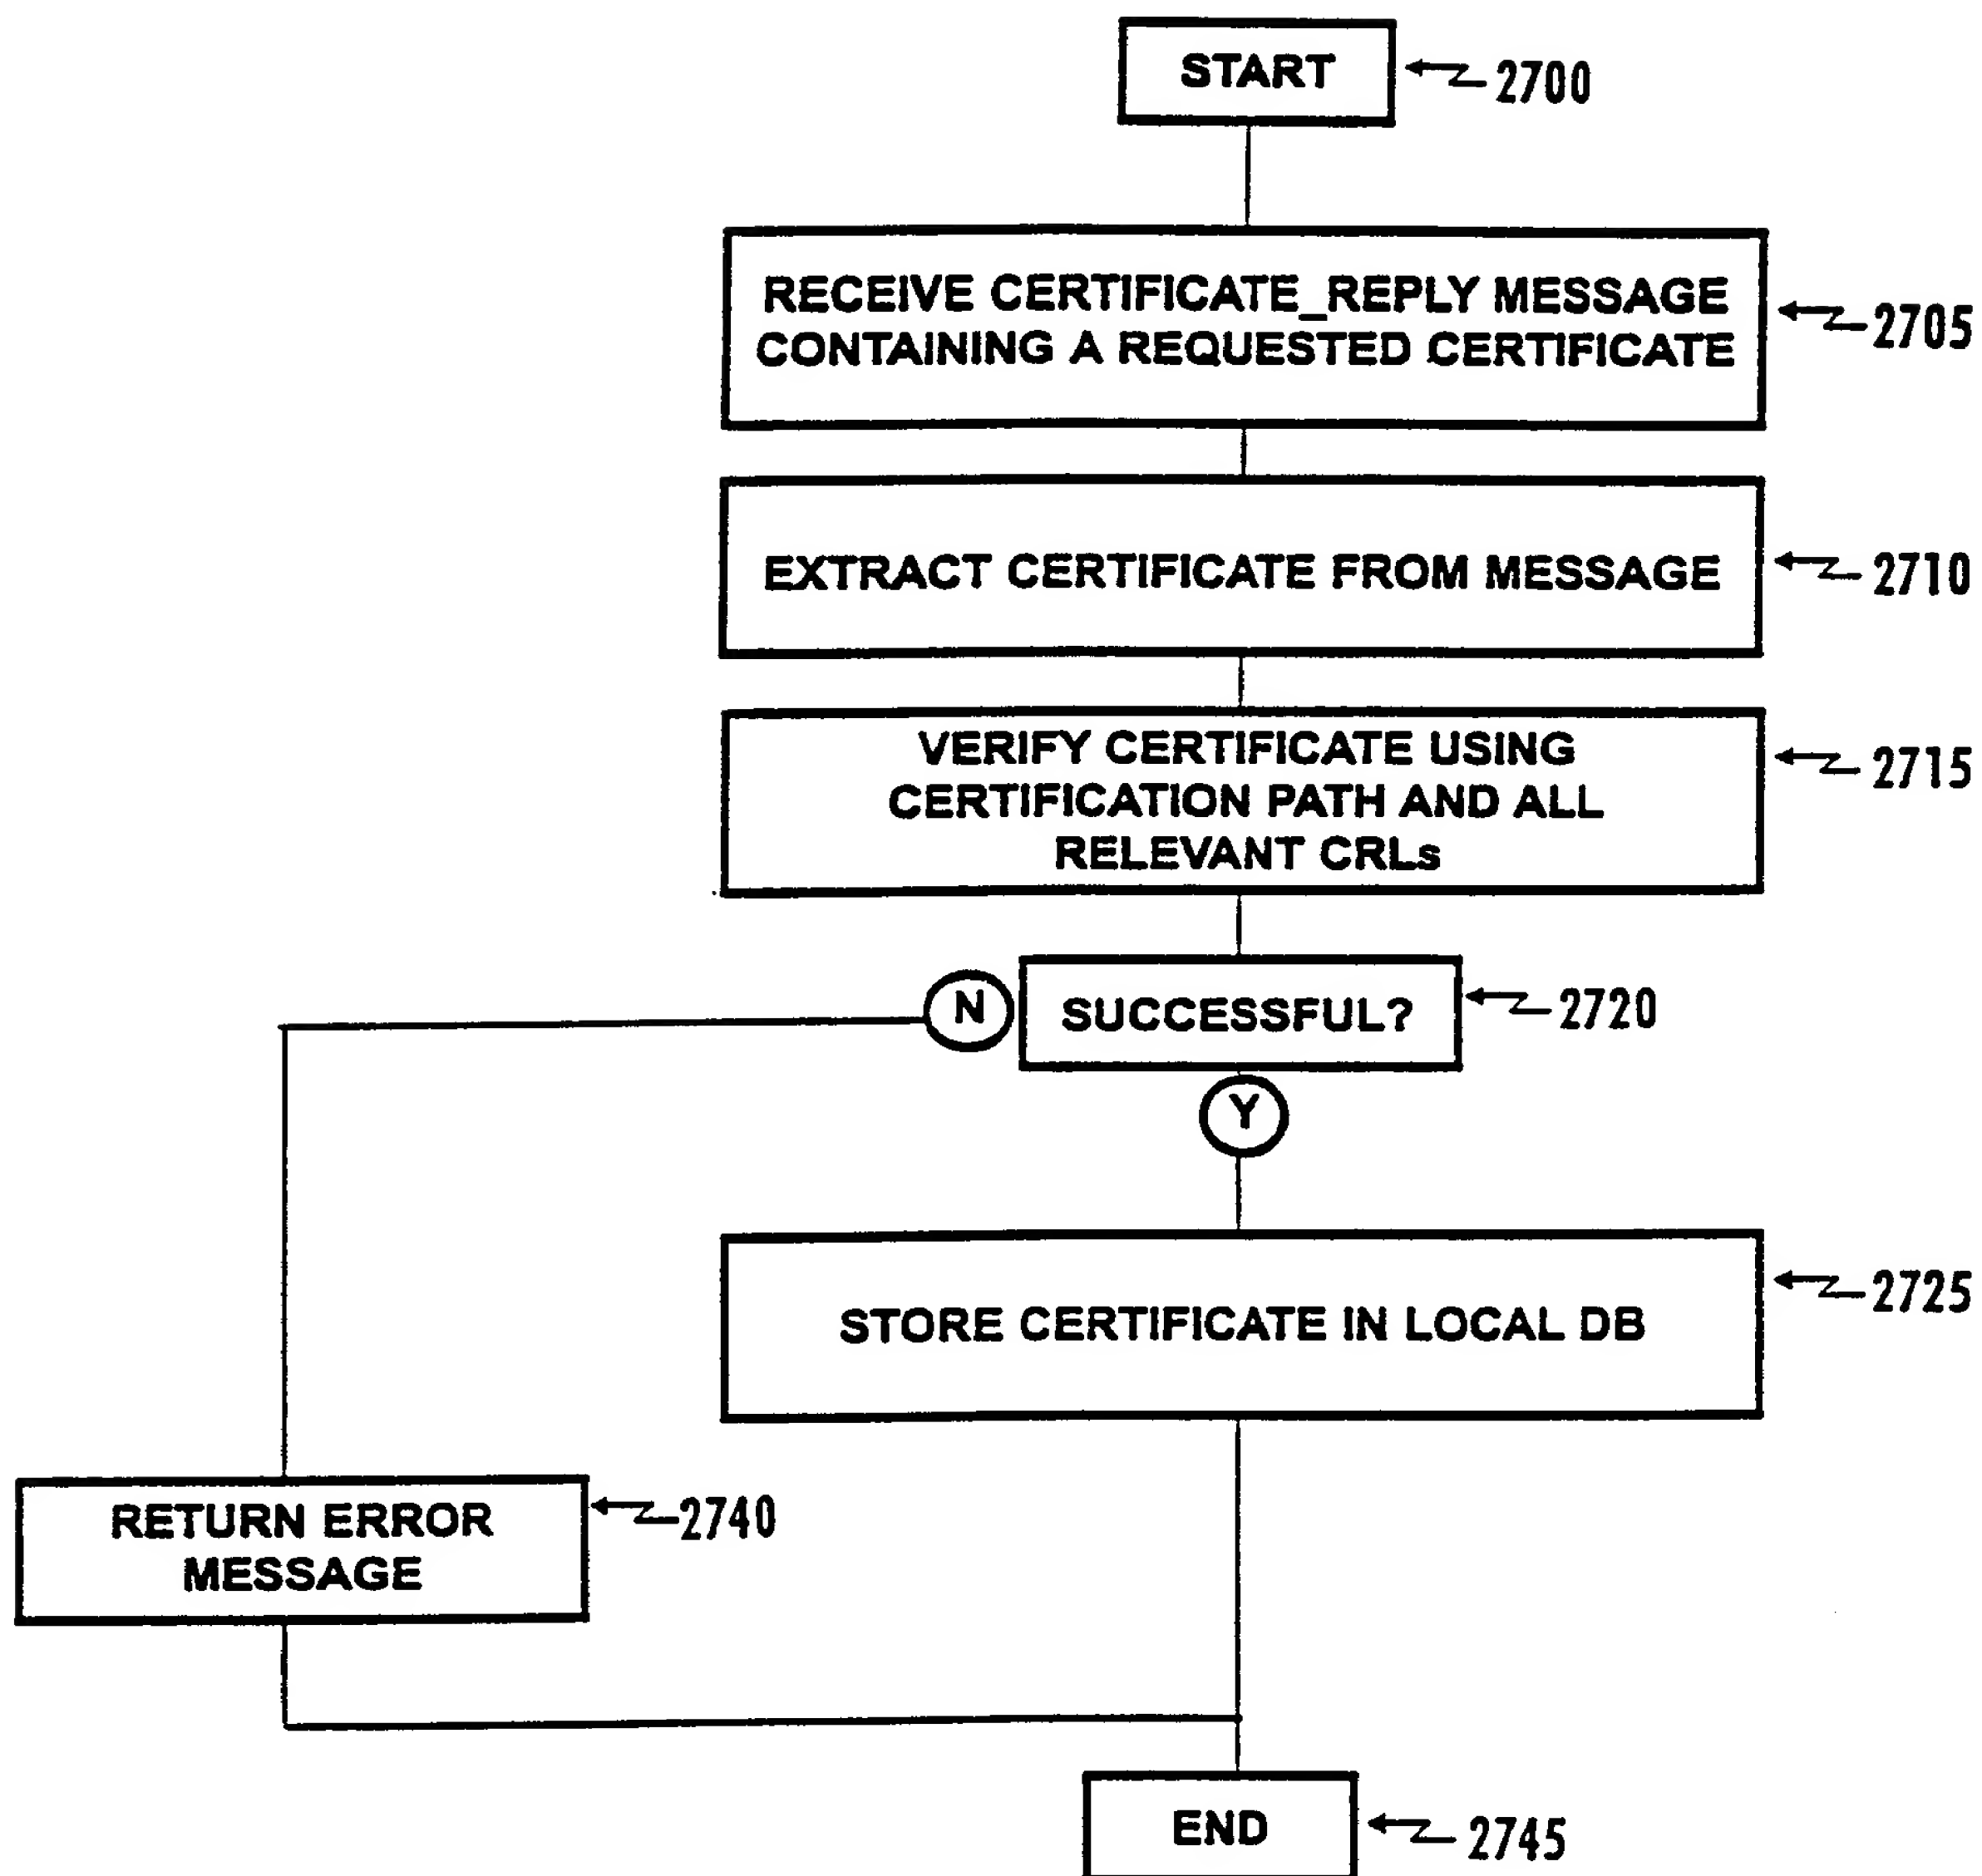 START
2700
RECEIVE CERTIFICATE_REPLY MESSAGE
CONTAINING A REQUESTED CERTIFICATE
2705
EXTRACT CERTIFICATE FROM MESSAGE
2710
VERIFY CERTIFICATE USING
CERTIFICATION PATH AND ALL
RELEVANT CRLs
2715
N
SUCCESSFUL?
2720
Y
STORE CERTIFICATE IN LOCAL DB
2725
RETURN ERROR
MESSAGE
2740
END
2745